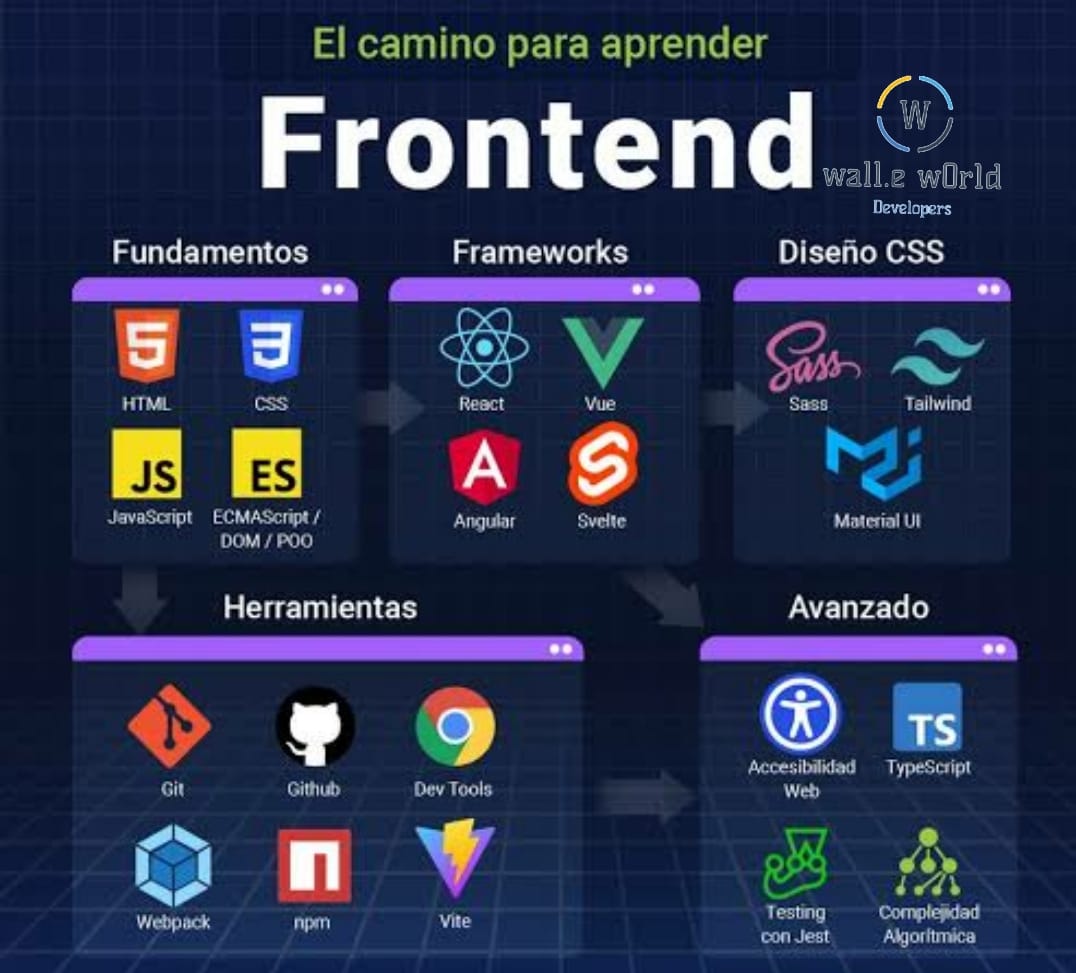 El camino para aprender
Frontend
W
wall.e w0rld
Developers
Fundamentos
5
3
HTML
CSS
JS
ES
JavaScript
ECMAScript /
DOM / POO
Frameworks
React
Vue
A
S
Angular
Svelte
Diseño CSS
Sass
Sass
Tailwind
Material UI
Herramientas
Git
Github
Dev Tools
n
Webpack
npm
Vite
Avanzado
TS
Accesibilidad
Web
TypeScript
Testing
con Jest
Complejidad
Algorítmica